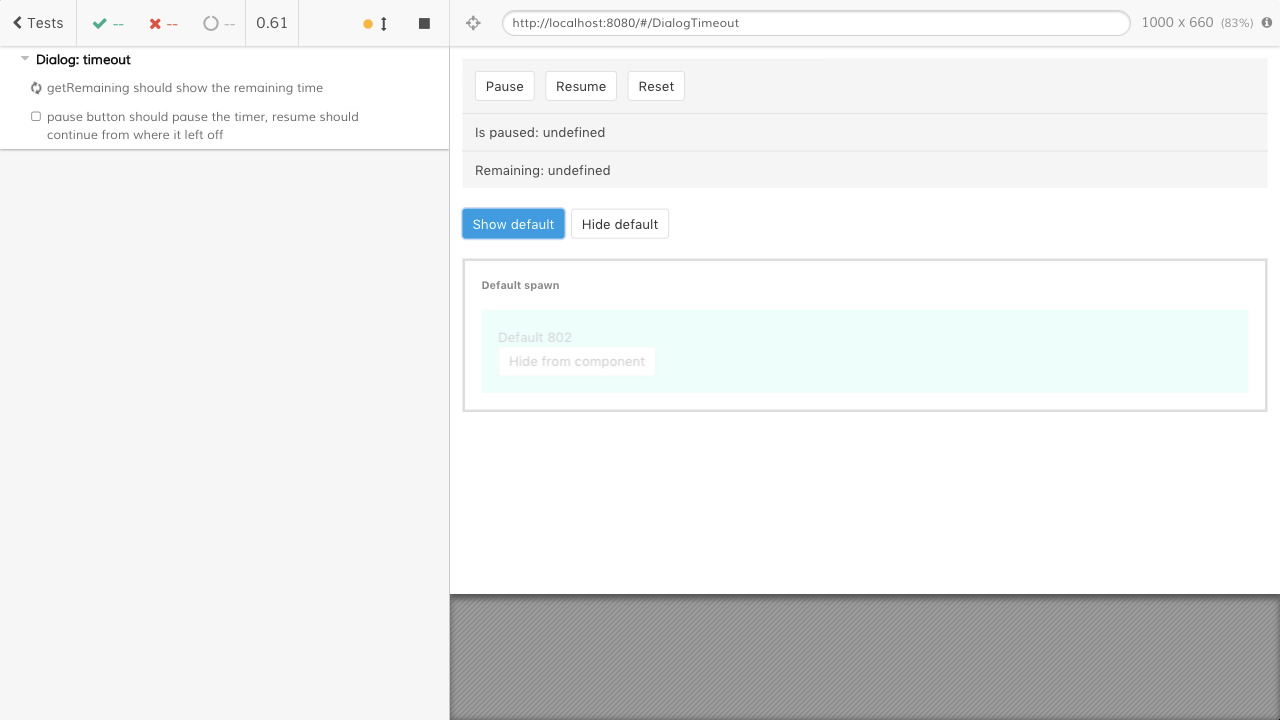 Tests
--
--
--
0.61
http://localhost:8080/#/DialogTimeout
1000 x 660 (83%)
Dialog: timeout
getRemaining should show the remaining time
pause button should pause the timer, resume should
continue from where it left off
Pause
Resume
Reset
Is paused: undefined
Remaining: undefined
Show default
Hide default
Default spawn
Default 802
Hide from component